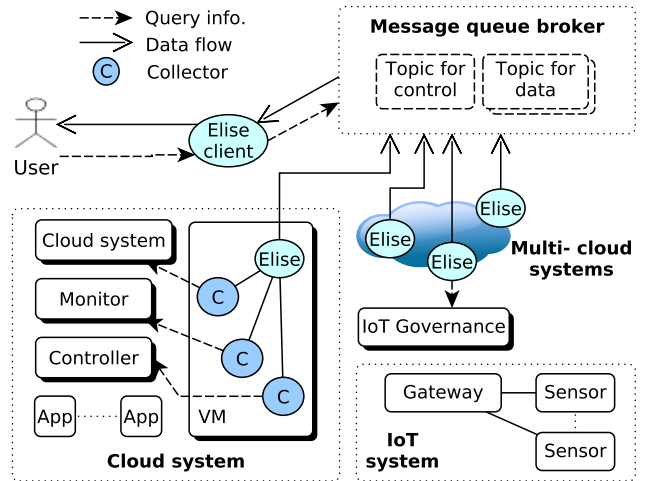 Query info.
Data flow
C
Collector
Message queue broker
Topic for
control
Topic for
data
Elise
client
User
Cloud system
Monitor
Controller
App
App
Elise
C
C
C
VM
Cloud system
Elise
Elise
Elise
Multi- cloud
systems
IoT Governance
Gateway
Sensor
Sensor
IoT
system